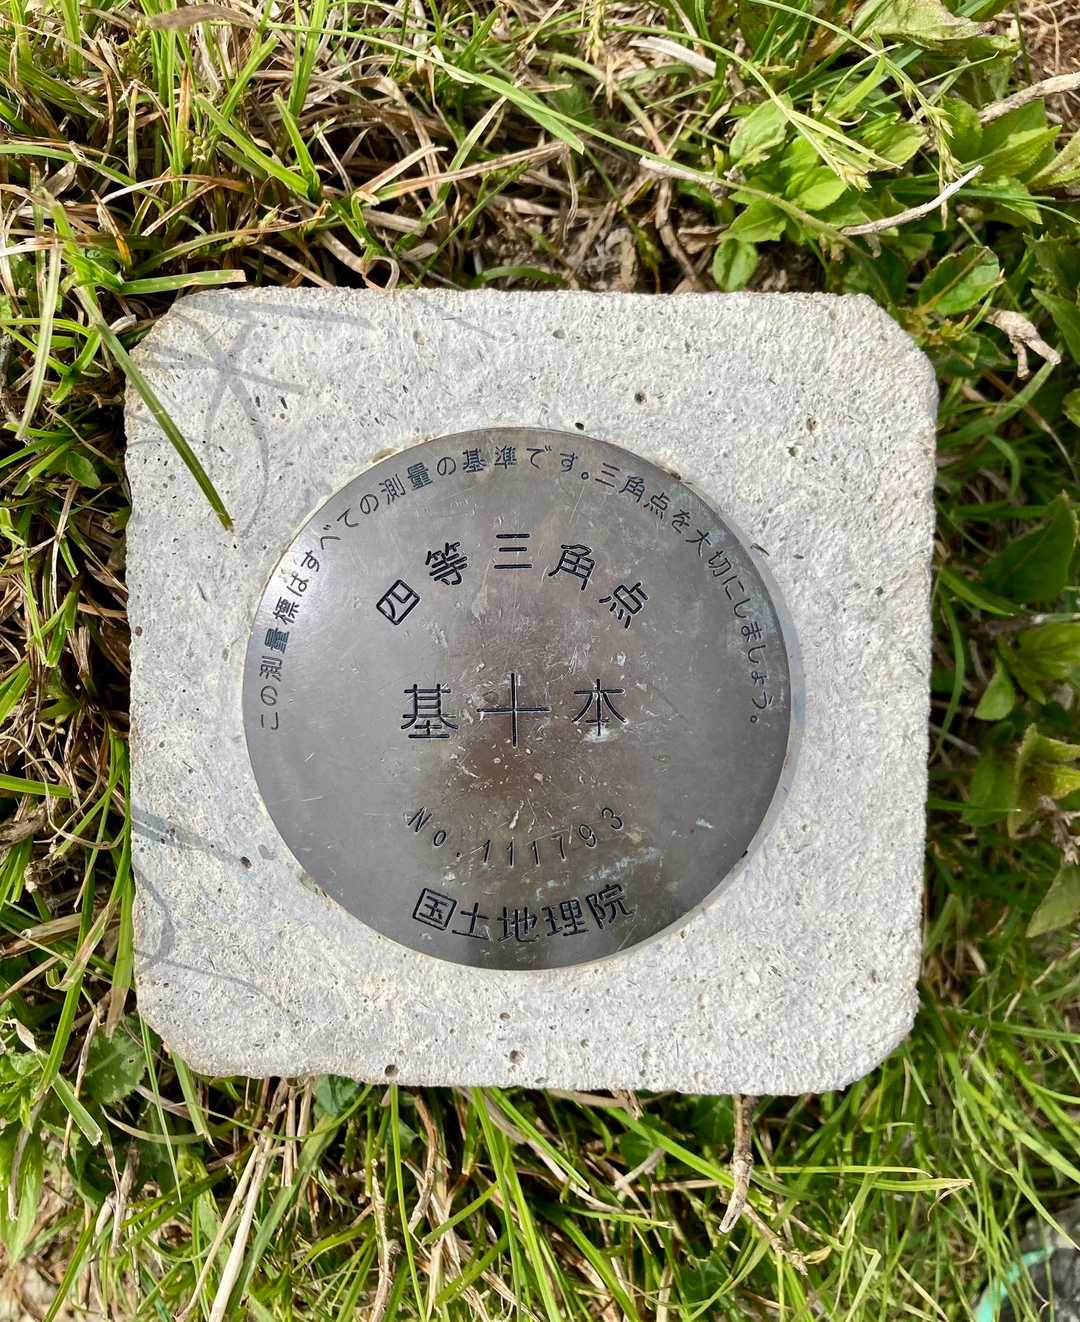 この測量標はすべての測量の基準です。三角点を大切にしましょう。
四等三角点
基本
No.111793
国土地理院